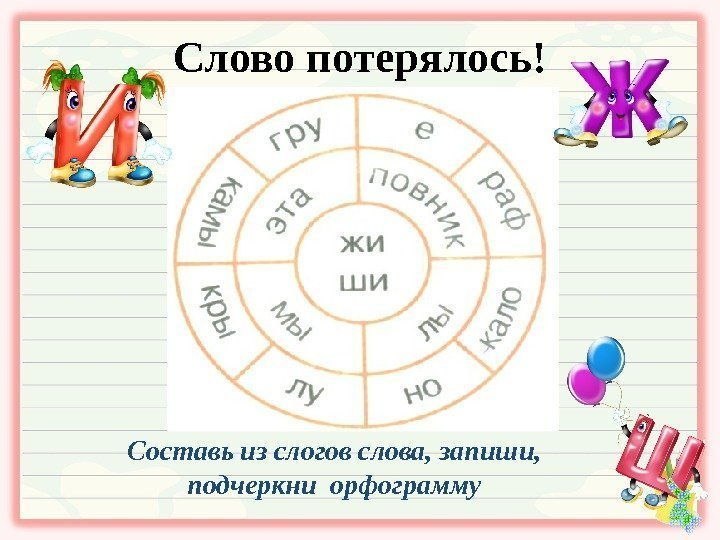 Слово потерялось!
гру
е
раф
кало
но
лу
кры
камы
эта
повник
лы
мы
жи
ши
Составь из слогов слова, запиши,
подчеркни орфограмму
И
Ж
Ш